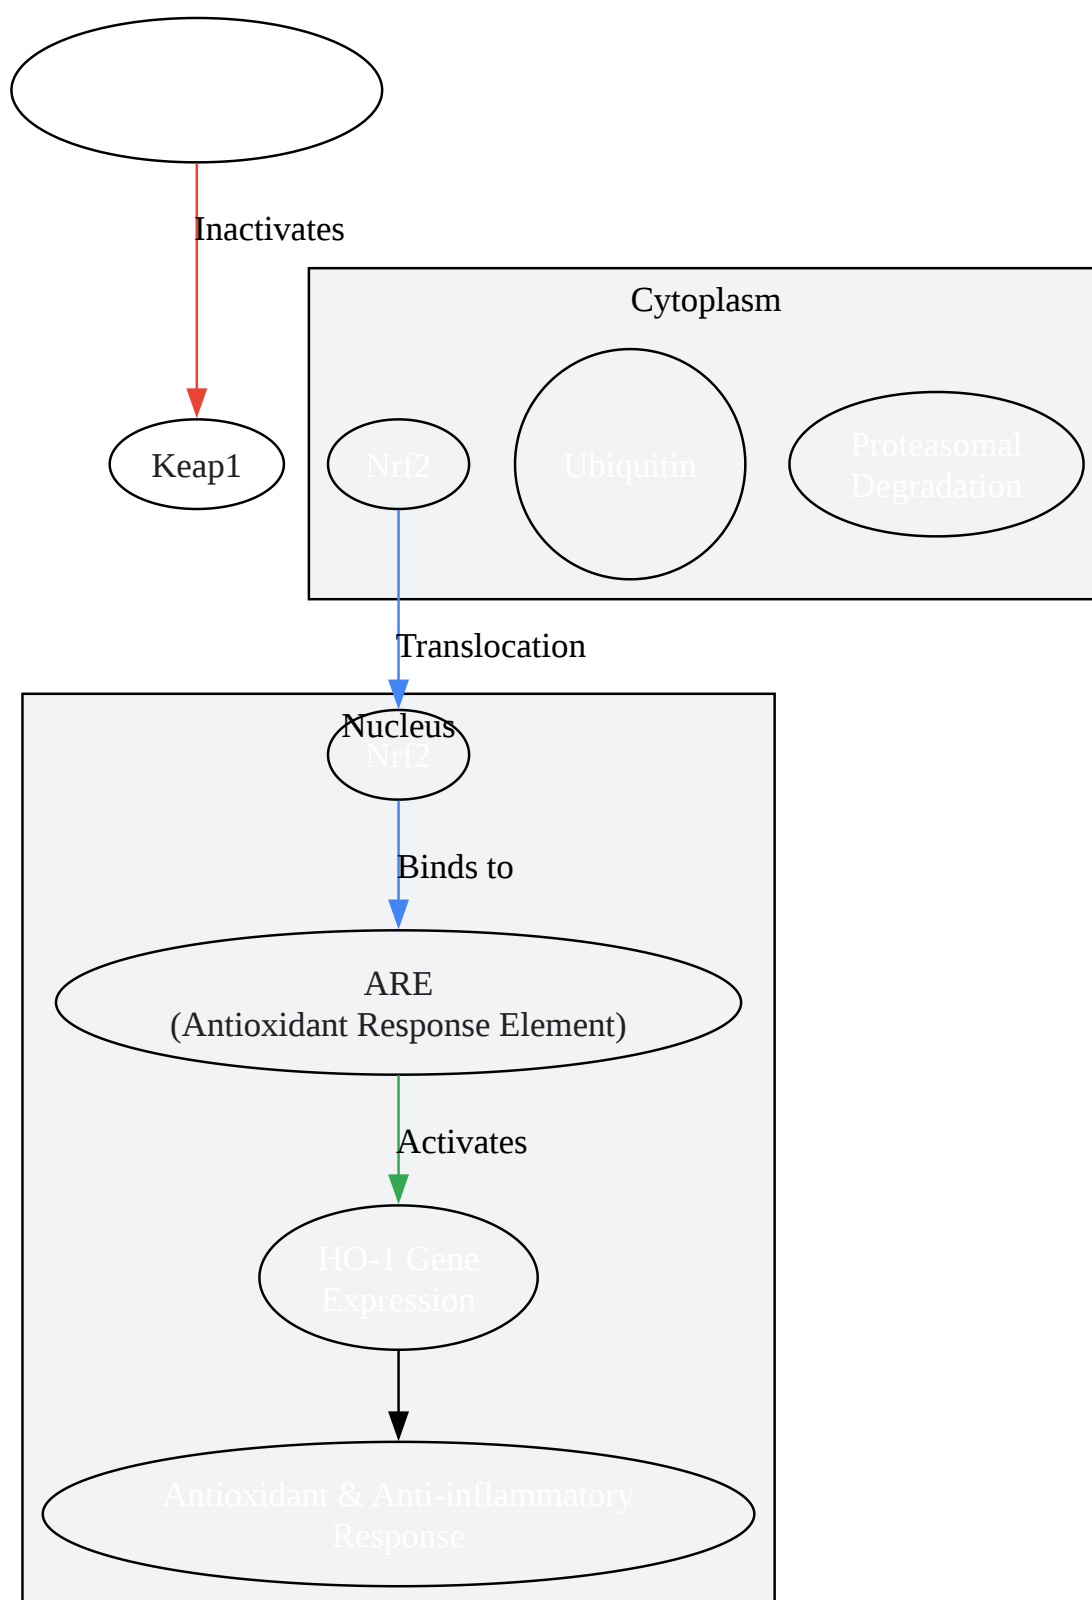 Inactivates
Cytoplasm
Keap1
Nrf2
Ubiquitin
Proteasomal
Degradation
Translocation
Nucleus
Nrf2
Binds to
ARE
(Antioxidant Response Element)
Activates
HO-1 Gene
Expression
Antioxidant & Anti-inflammatory
Response